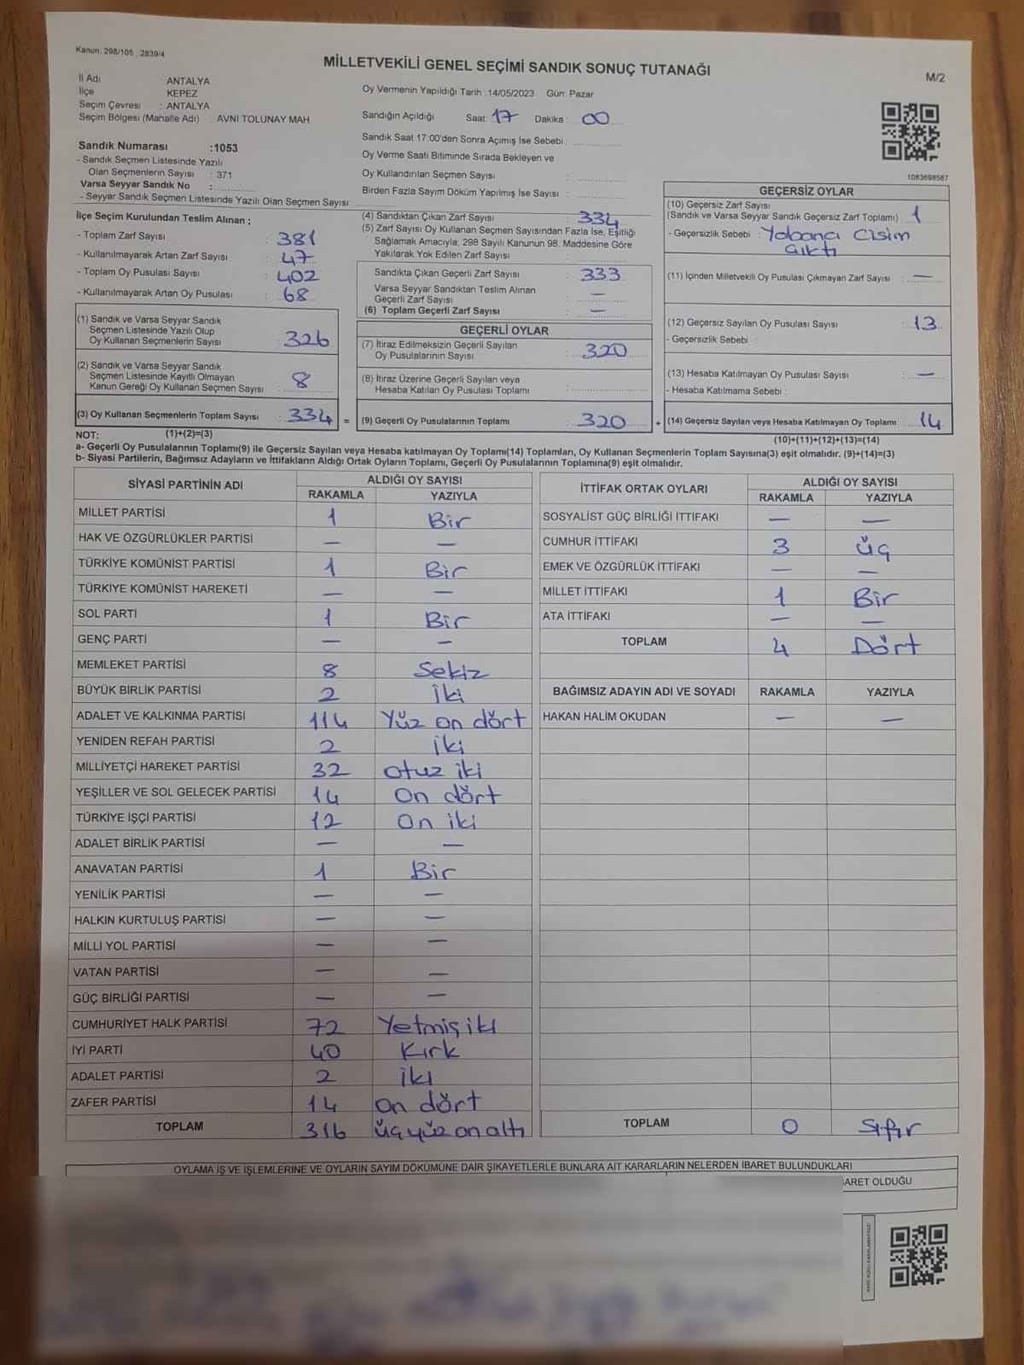 Kanun: 298/105 , 2839/4
MİLLETVEKİLİ GENEL SEÇİMİ SANDIK SONUÇ TUTANAĞI
M/2
İl Adı ANTALYA
İlçe KEPEZ
Seçim Çevresi : ANTALYA
Seçim Bölgesi (Mahalle Adı) AVNİ TOLUNAY MAH
Oy Vermenin Yapıldığı Tarih :14/05/2023 Gün: Pazar
Sandığın Açıldığı Saat: 17 Dakika: 00
Sandık Saat 17:00'den Sonra Açımış İse Sebebi
Oy Verme Saati Bitiminde Sırada Bekleyen ve
Oy Kullandırılan Seçmen Sayısı
Birden Fazla Sayım Döküm Yapılmış İse Sayısı
Sandık Numarası :1053
- Sandık Seçmen Listesinde Yazılı
Olan Seçmenlerin Sayısı : 371
Varsa Seyyar Sandık No :
- Seyyar Sandık Seçmen Listesinde Yazılı Olan Seçmen Sayısı
1083698587
İlçe Seçim Kurulundan Teslim Alınan ;
- Toplam Zarf Sayısı : 381
- Kullanılmayarak Artan Zarf Sayısı : 47
- Toplam Oy Pusulası Sayısı : 402
- Kullanılmayarak Artan Oy Pusulası : 68
(1) Sandık ve Varsa Seyyar Sandık
Seçmen Listesinde Yazılı Olup
Oy Kullanan Seçmenlerin Sayısı 326
(2) Sandık ve Varsa Seyyar Sandık
Seçmen Listesinde Kayıtlı Olmayan
Kanun Gereği Oy Kullanan Seçmen Sayısı 8
(3) Oy Kullanan Seçmenlerin Toplam Sayısı 334 =
(4) Sandıktan Çıkan Zarf Sayısı 334
(5) Zarf Sayısı Oy Kullanan Seçmen Sayısından Fazla İse, Eşitliği
Sağlamak Amacıyla; 298 Sayılı Kanunun 98. Maddesine Göre
Yakılarak Yok Edilen Zarf Sayısı
Sandıkta Çıkan Geçerli Zarf Sayısı 333
Varsa Seyyar Sandıktan Teslim Alınan
Geçerli Zarf Sayısı —
(6) Toplam Geçerli Zarf Sayısı —
GEÇERLİ OYLAR
(7) İtiraz Edilmeksizin Geçerli Sayılan
Oy Pusulalarının Sayısı 320
(8) İtiraz Üzerine Geçerli Sayılan veya
Hesaba Katılan Oy Pusulası Toplamı
(9) Geçerli Oy Pusulalarının Toplamı 320 +
GEÇERSİZ OYLAR
(10) Geçersiz Zarf Sayısı
(Sandık ve Varsa Seyyar Sandık Geçersiz Zarf Toplamı) 1
- Geçersizlik Sebebi : Yabancı Cisim
Çıktı
(11) İçinden Milletvekili Oy Pusulası Çıkmayan Zarf Sayısı —
(12) Geçersiz Sayılan Oy Pusulası Sayısı 13
- Geçersizlik Sebebi
(13) Hesaba Katılmayan Oy Pusulası Sayısı —
- Hesaba Katılmama Sebebi
(14) Geçersiz Sayılan veya Hesaba Katılmayan Oy Toplamı 14
NOT: (1)+(2)=(3) (10)+(11)+(12)+(13)=(14)
a- Geçerli Oy Pusulalarının Toplamı(9) ile Geçersiz Sayılan veya Hesaba katılmayan Oy Toplamı(14) Toplamları, Oy Kullanan Seçmenlerin Toplam Sayısına(3) eşit olmalıdır. (9)+(14)=(3)
b- Siyasi Partilerin, Bağımsız Adayların ve İttifakların Aldığı Ortak Oyların Toplamı, Geçerli Oy Pusulalarının Toplamına(9) eşit olmalıdır.
SİYASİ PARTİNİN ADI ALDIĞI OY SAYISI
RAKAMLA YAZIYLA
MİLLET PARTİSİ 1 Bir
HAK VE ÖZGÜRLÜKLER PARTİSİ — —
TÜRKİYE KOMÜNİST PARTİSİ 1 Bir
TÜRKİYE KOMÜNİST HAREKETİ — —
SOL PARTİ 1 Bir
GENÇ PARTİ — —
MEMLEKET PARTİSİ 8 Sekiz
BÜYÜK BİRLİK PARTİSİ 2 İki
ADALET VE KALKINMA PARTİSİ 114 Yüz on dört
YENİDEN REFAH PARTİSİ 2 iki
MİLLİYETÇİ HAREKET PARTİSİ 32 otuz iki
YEŞİLLER VE SOL GELECEK PARTİSİ 14 On dört
TÜRKİYE İŞÇİ PARTİSİ 12 On iki
ADALET BİRLİK PARTİSİ — —
ANAVATAN PARTİSİ 1 Bir
YENİLİK PARTİSİ — —
HALKIN KURTULUŞ PARTİSİ — —
MİLLİ YOL PARTİSİ — —
VATAN PARTİSİ — —
GÜÇ BİRLİĞİ PARTİSİ — —
CUMHURİYET HALK PARTİSİ 72 Yetmiş iki
İYİ PARTİ 40 Kırk
ADALET PARTİSİ 2 iki
ZAFER PARTİSİ 14 on dört
TOPLAM 316 üçyüz on altı
İTTİFAK ORTAK OYLARI ALDIĞI OY SAYISI
RAKAMLA YAZIYLA
SOSYALİST GÜÇ BİRLİĞİ İTTİFAKI — —
CUMHUR İTTİFAKI 3 üç
EMEK VE ÖZGÜRLÜK İTTİFAKI — —
MİLLET İTTİFAKI 1 Bir
ATA İTTİFAKI — —
TOPLAM 4 Dört
BAĞIMSIZ ADAYIN ADI VE SOYADI RAKAMLA YAZIYLA
HAKAN HALİM OKUDAN — —
TOPLAM 0 Sıfır
OYLAMA İŞ VE İŞLEMLERİNE VE OYLARIN SAYIM DÖKÜMÜNE DAİR ŞİKAYETLERLE BUNLARA AİT KARARLARIN NELERDEN İBARET BULUNDUKLARI
BARET OLDUĞU